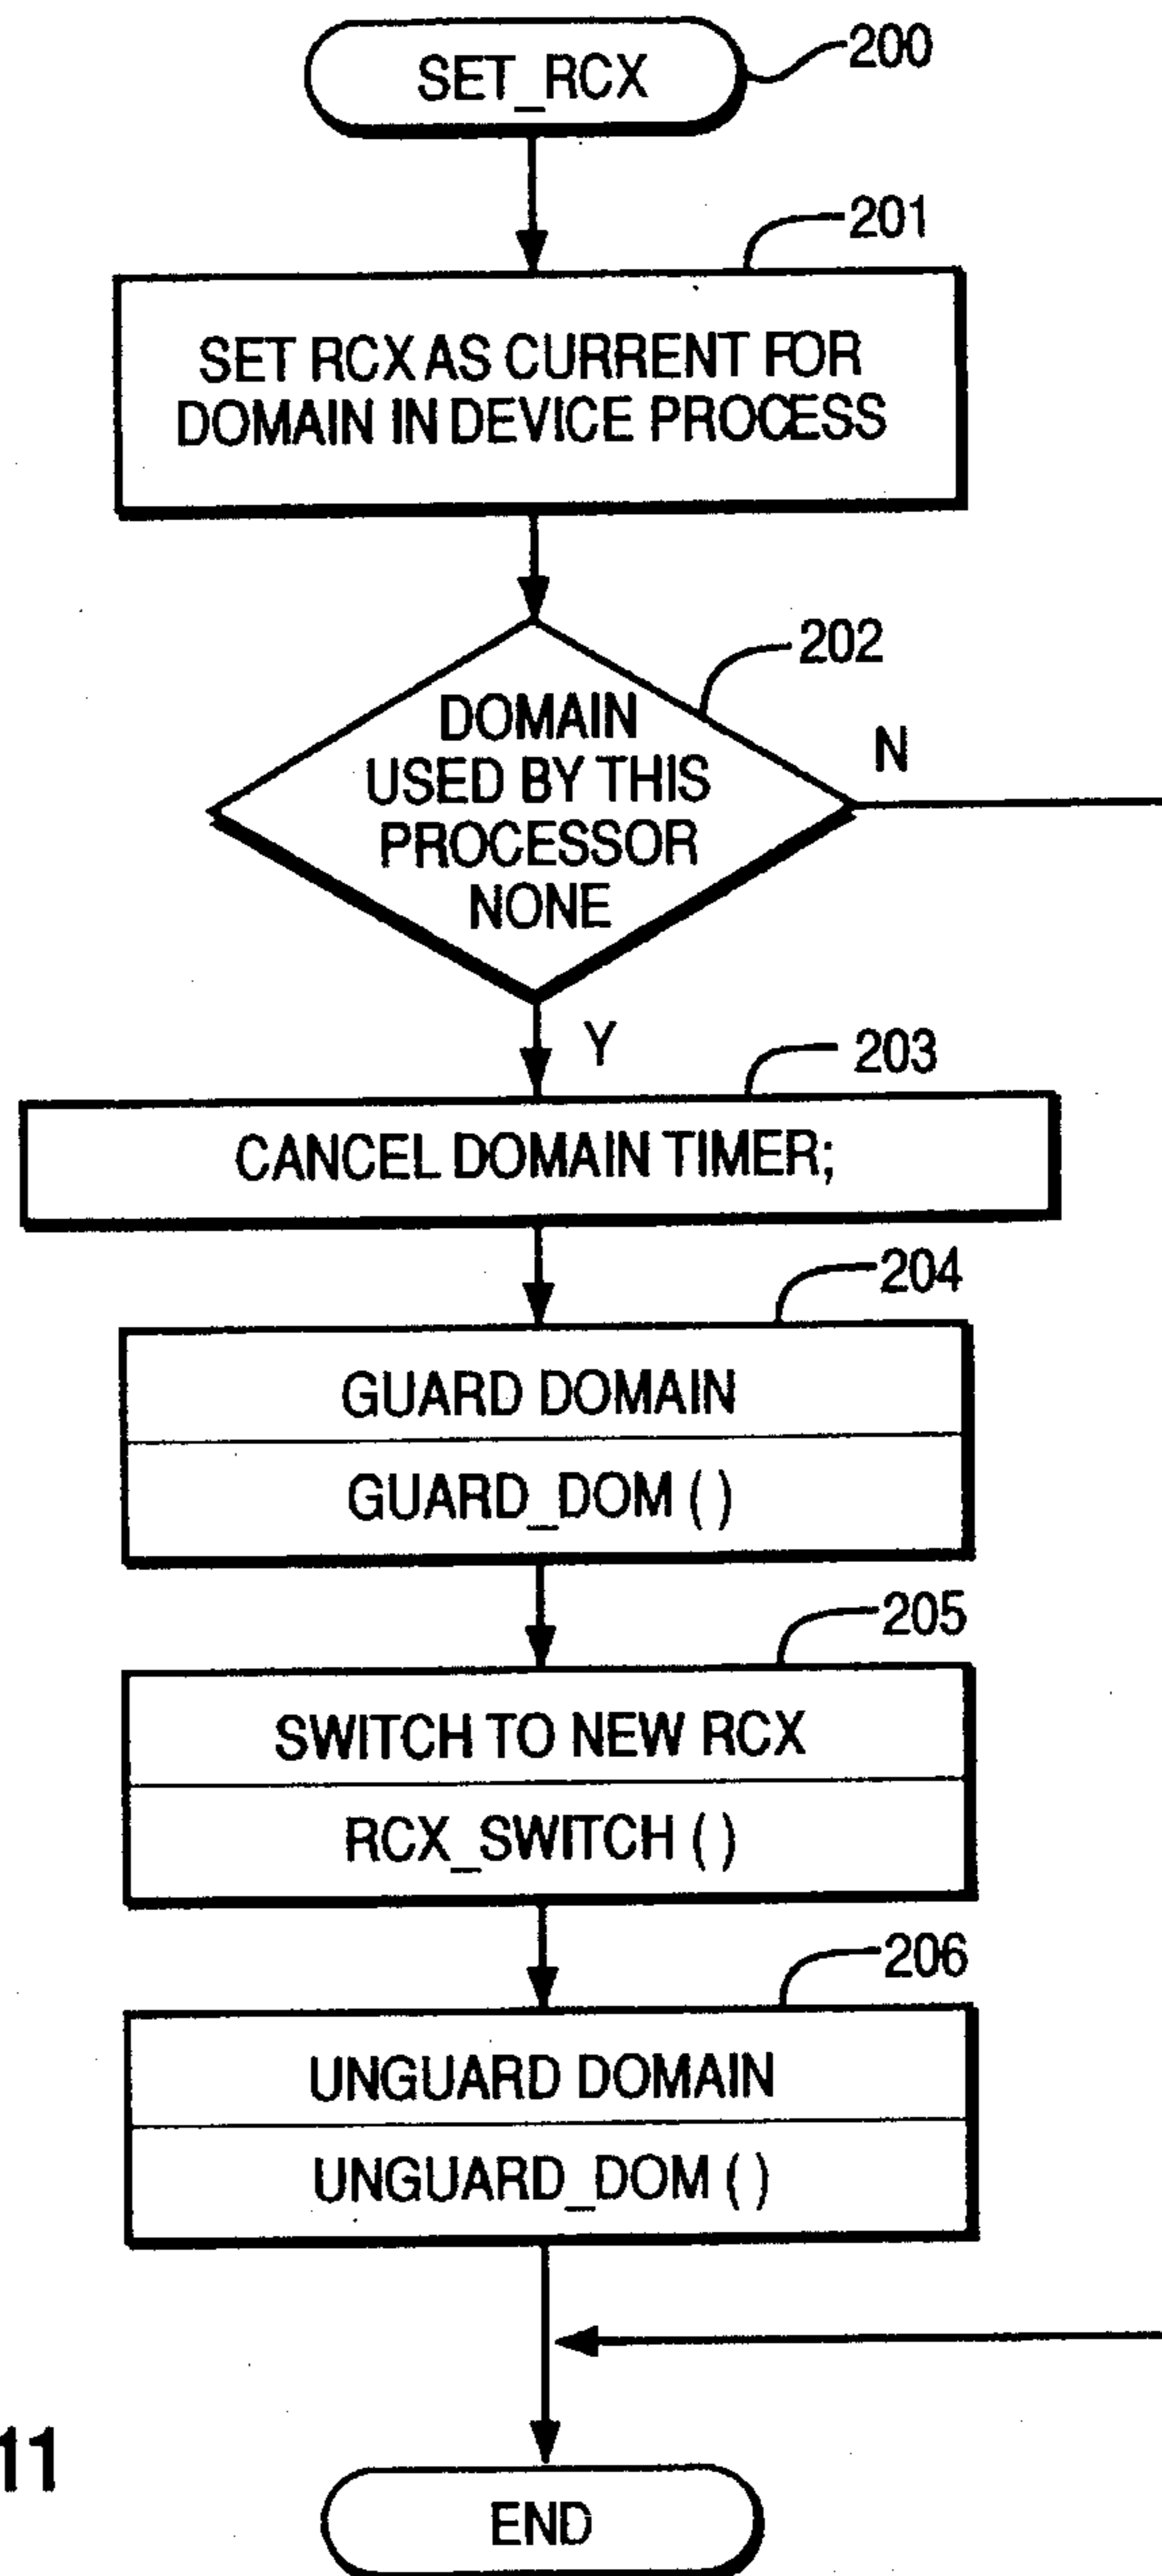 SET_RCX
200
201
SET RCX AS CURRENT FOR
DOMAIN IN DEVICE PROCESS
202
DOMAIN
USED BY THIS
PROCESSOR
NONE
N
Y
203
CANCEL DOMAIN TIMER;
204
GUARD DOMAIN
GUARD_DOM ( )
205
SWITCH TO NEW RCX
RCX_SWITCH ( )
206
UNGUARD DOMAIN
UNGUARD_DOM ( )
11
END